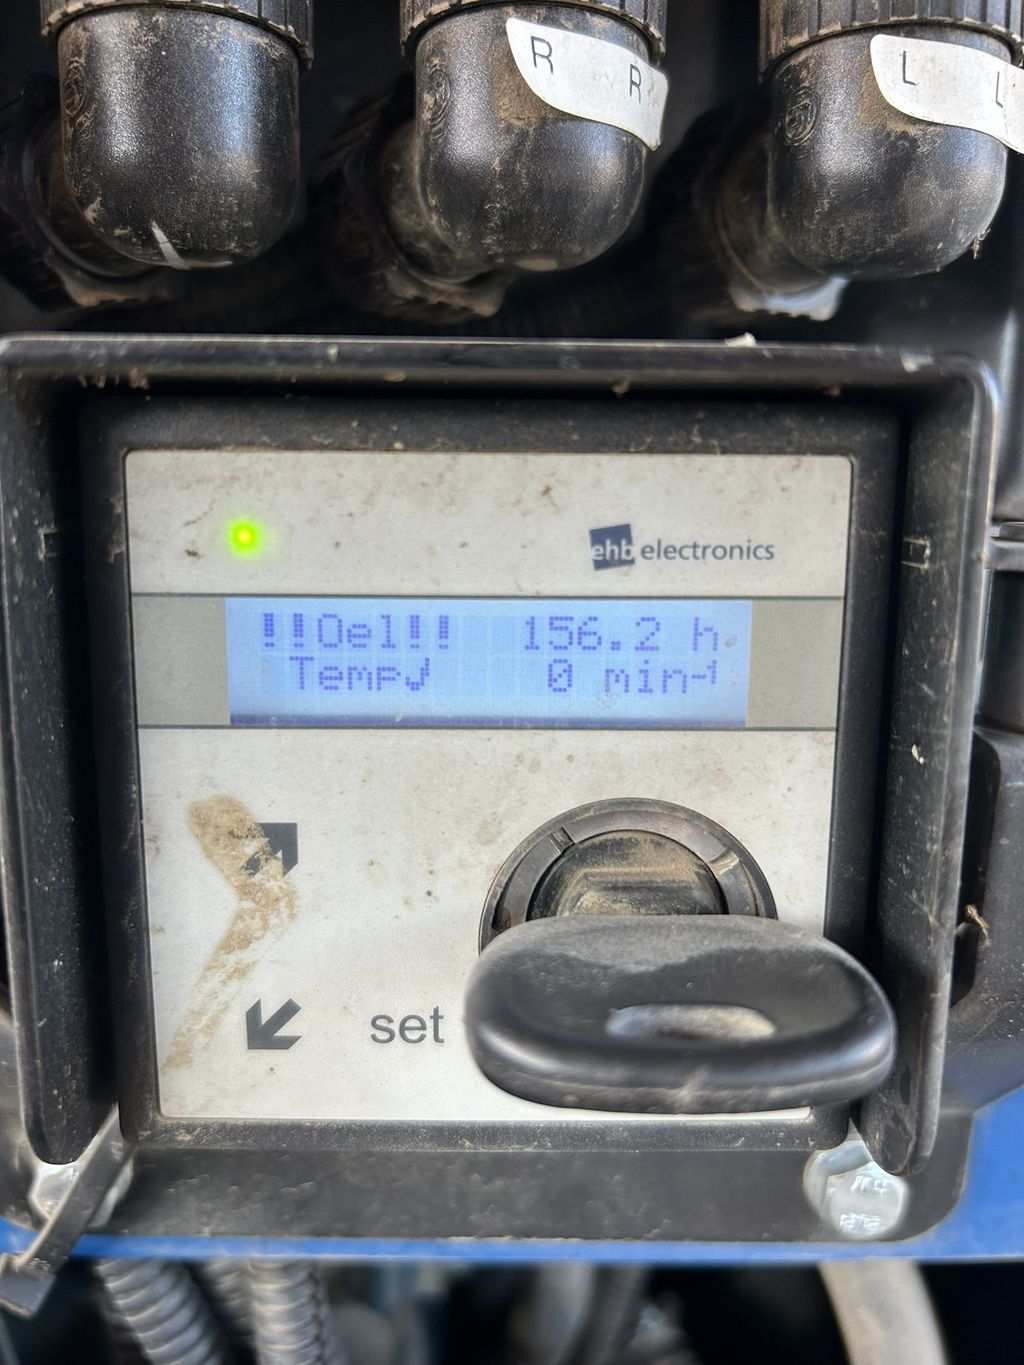 R R
L L
ehb electronics
!!Oel!! 156.2 h
Temp✓ 0 min⁻¹
set